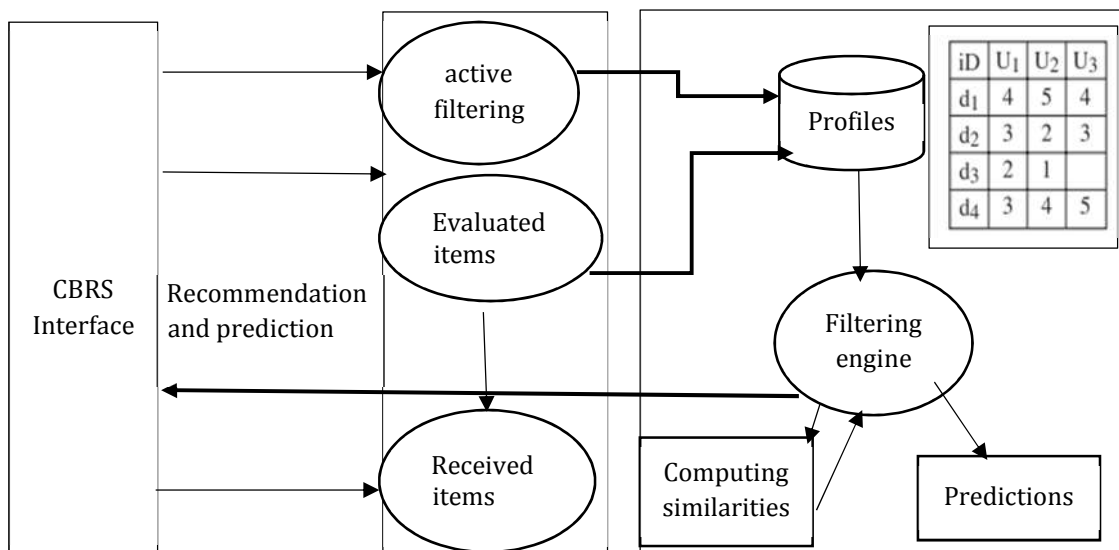 CBRS
Interface
Recommendation
and prediction
active
filtering
Evaluated
items
Received
items
Profiles
iD U₁ U₂ U₃
d₁ 4 5 4
d₂ 3 2 3
d₃ 2 1
d₄ 3 4 5
Filtering
engine
Computing
similarities
Predictions